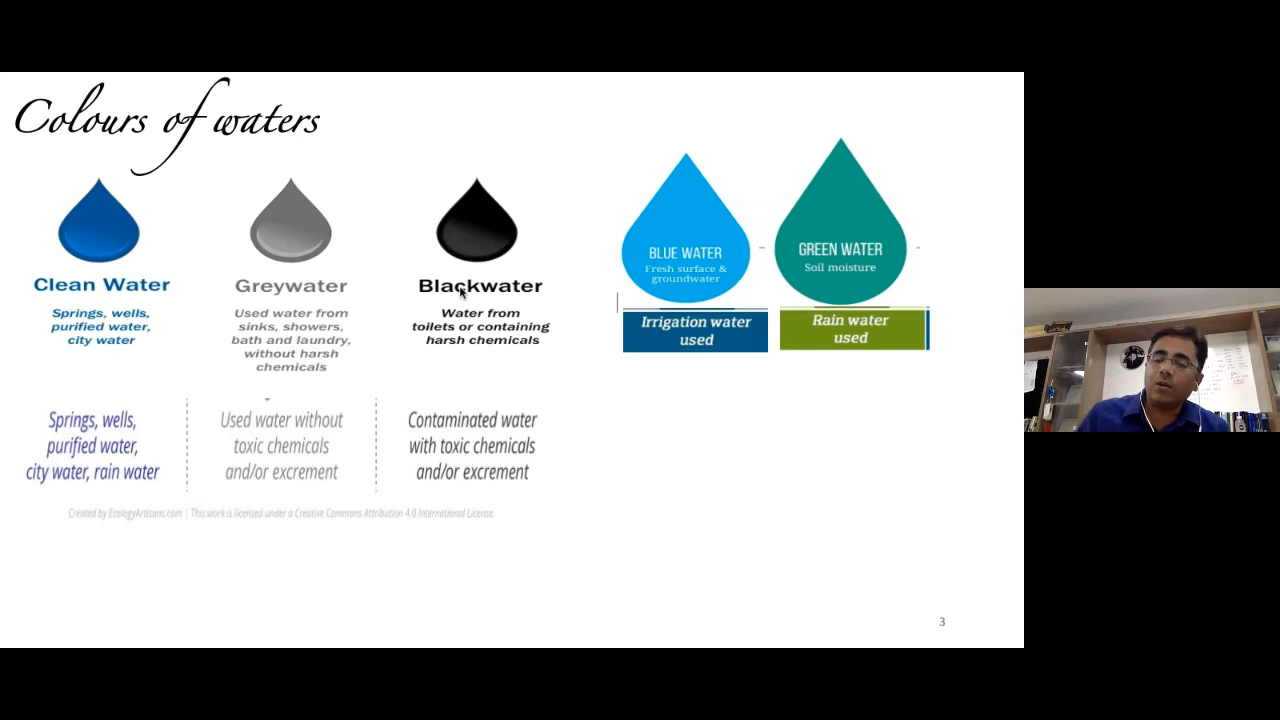 Colours of waters
Clean Water
Springs, wells,
purified water,
city water
Greywater
Used water from
sinks, showers,
bath and laundry,
without harsh
chemicals
Blackwater
Water from
toilets or containing
harsh chemicals
BLUE WATER
Fresh surface &
groundwater
Irrigation water
used
GREEN WATER
Soil moisture
Rain water
used
Springs, wells,
purified water,
city water, rain water
Used water without
toxic chemicals
and/or excrement
Contaminated water
with toxic chemicals
and/or excrement
Created by EcologyArtisans.com | This work is licensed under a Creative Commons Attribution 4.0 International License.
3